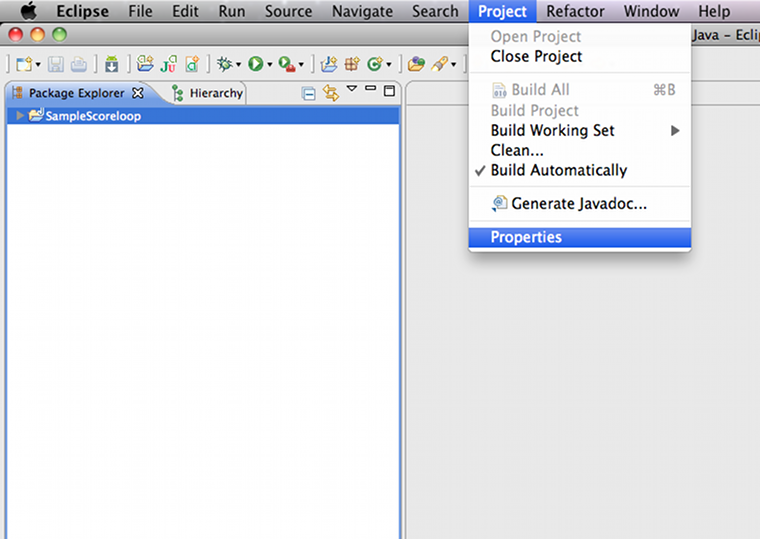 Eclipse File Edit Run Source Navigate Search Project Refactor Window Help
Java – Ecli
Open Project
Close Project
Build All ⌘B
Build Project
Build Working Set
Clean...
Build Automatically
Generate Javadoc...
Properties
Package Explorer Hierarchy
SampleScoreloop